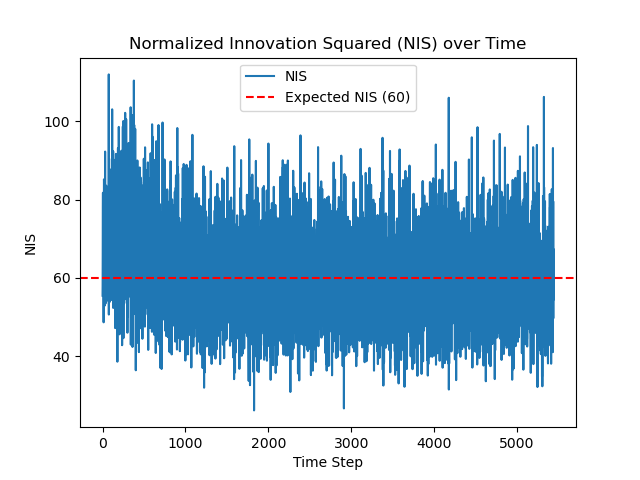 Normalized Innovation Squared (NIS) over Time
NIS
Expected NIS (60)
100
80
60
40
NIS
0
1000
2000
3000
4000
5000
Time Step